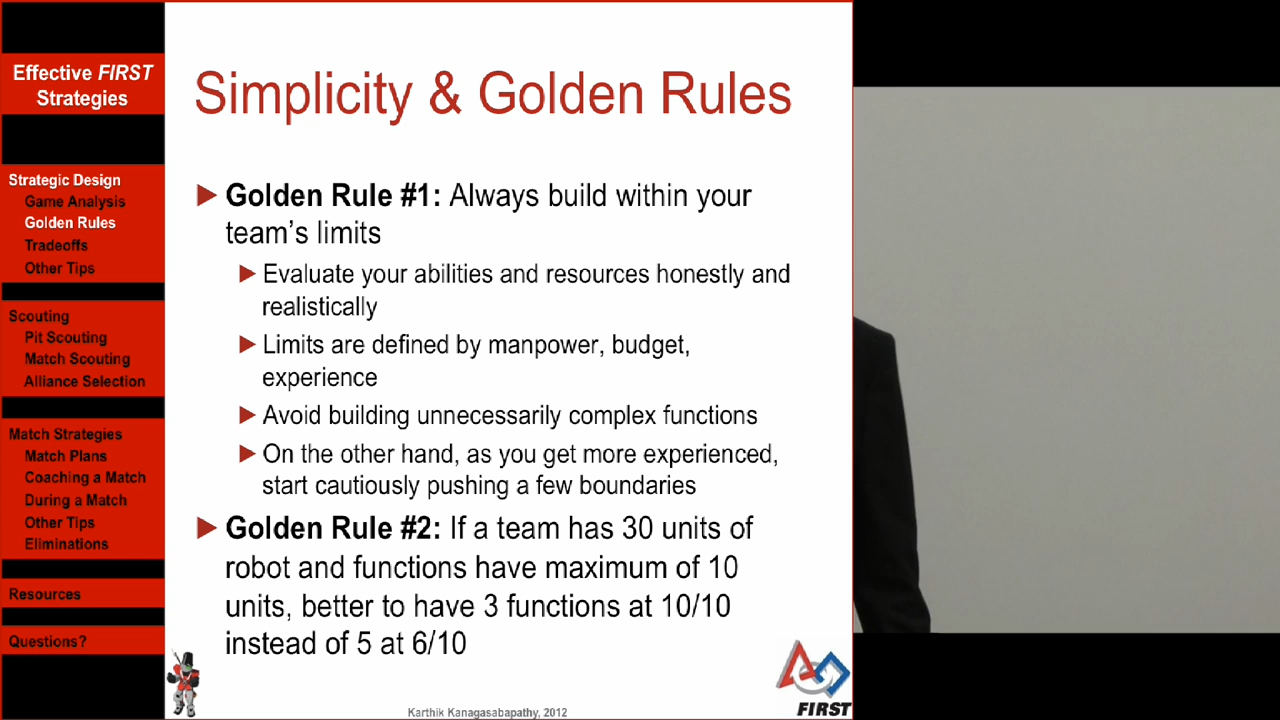 Effective FIRST
Strategies
Strategic Design
Game Analysis
Golden Rules
Tradeoffs
Other Tips
Scouting
Pit Scouting
Match Scouting
Alliance Selection
Match Strategies
Match Plans
Coaching a Match
During a Match
Other Tips
Eliminations
Resources
Questions?
Simplicity & Golden Rules
Golden Rule #1: Always build within your
team’s limits
Evaluate your abilities and resources honestly and
realistically
Limits are defined by manpower, budget,
experience
Avoid building unnecessarily complex functions
On the other hand, as you get more experienced,
start cautiously pushing a few boundaries
Golden Rule #2: If a team has 30 units of
robot and functions have maximum of 10
units, better to have 3 functions at 10/10
instead of 5 at 6/10
Karthik Kanagasabapathy, 2012
FIRST